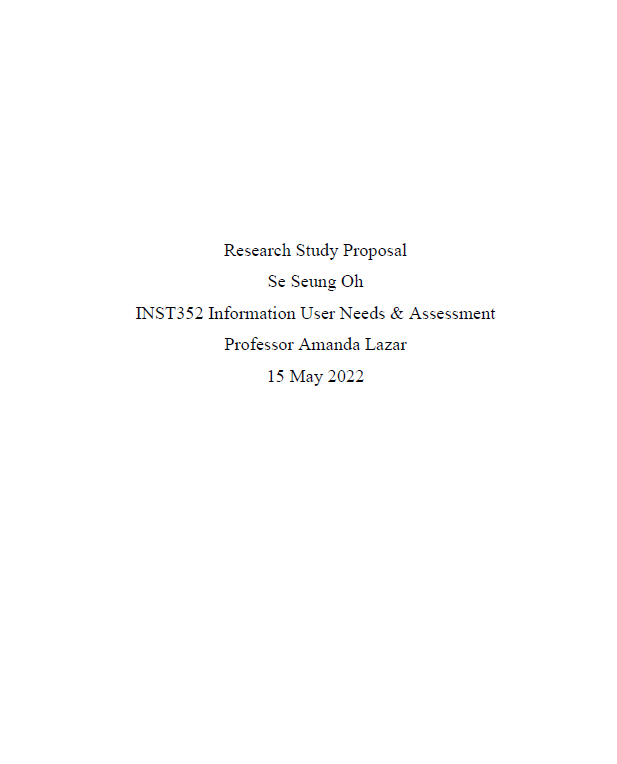 Research Study Proposal
Se Seung Oh
INST352 Information User Needs & Assessment
Professor Amanda Lazar
15 May 2022